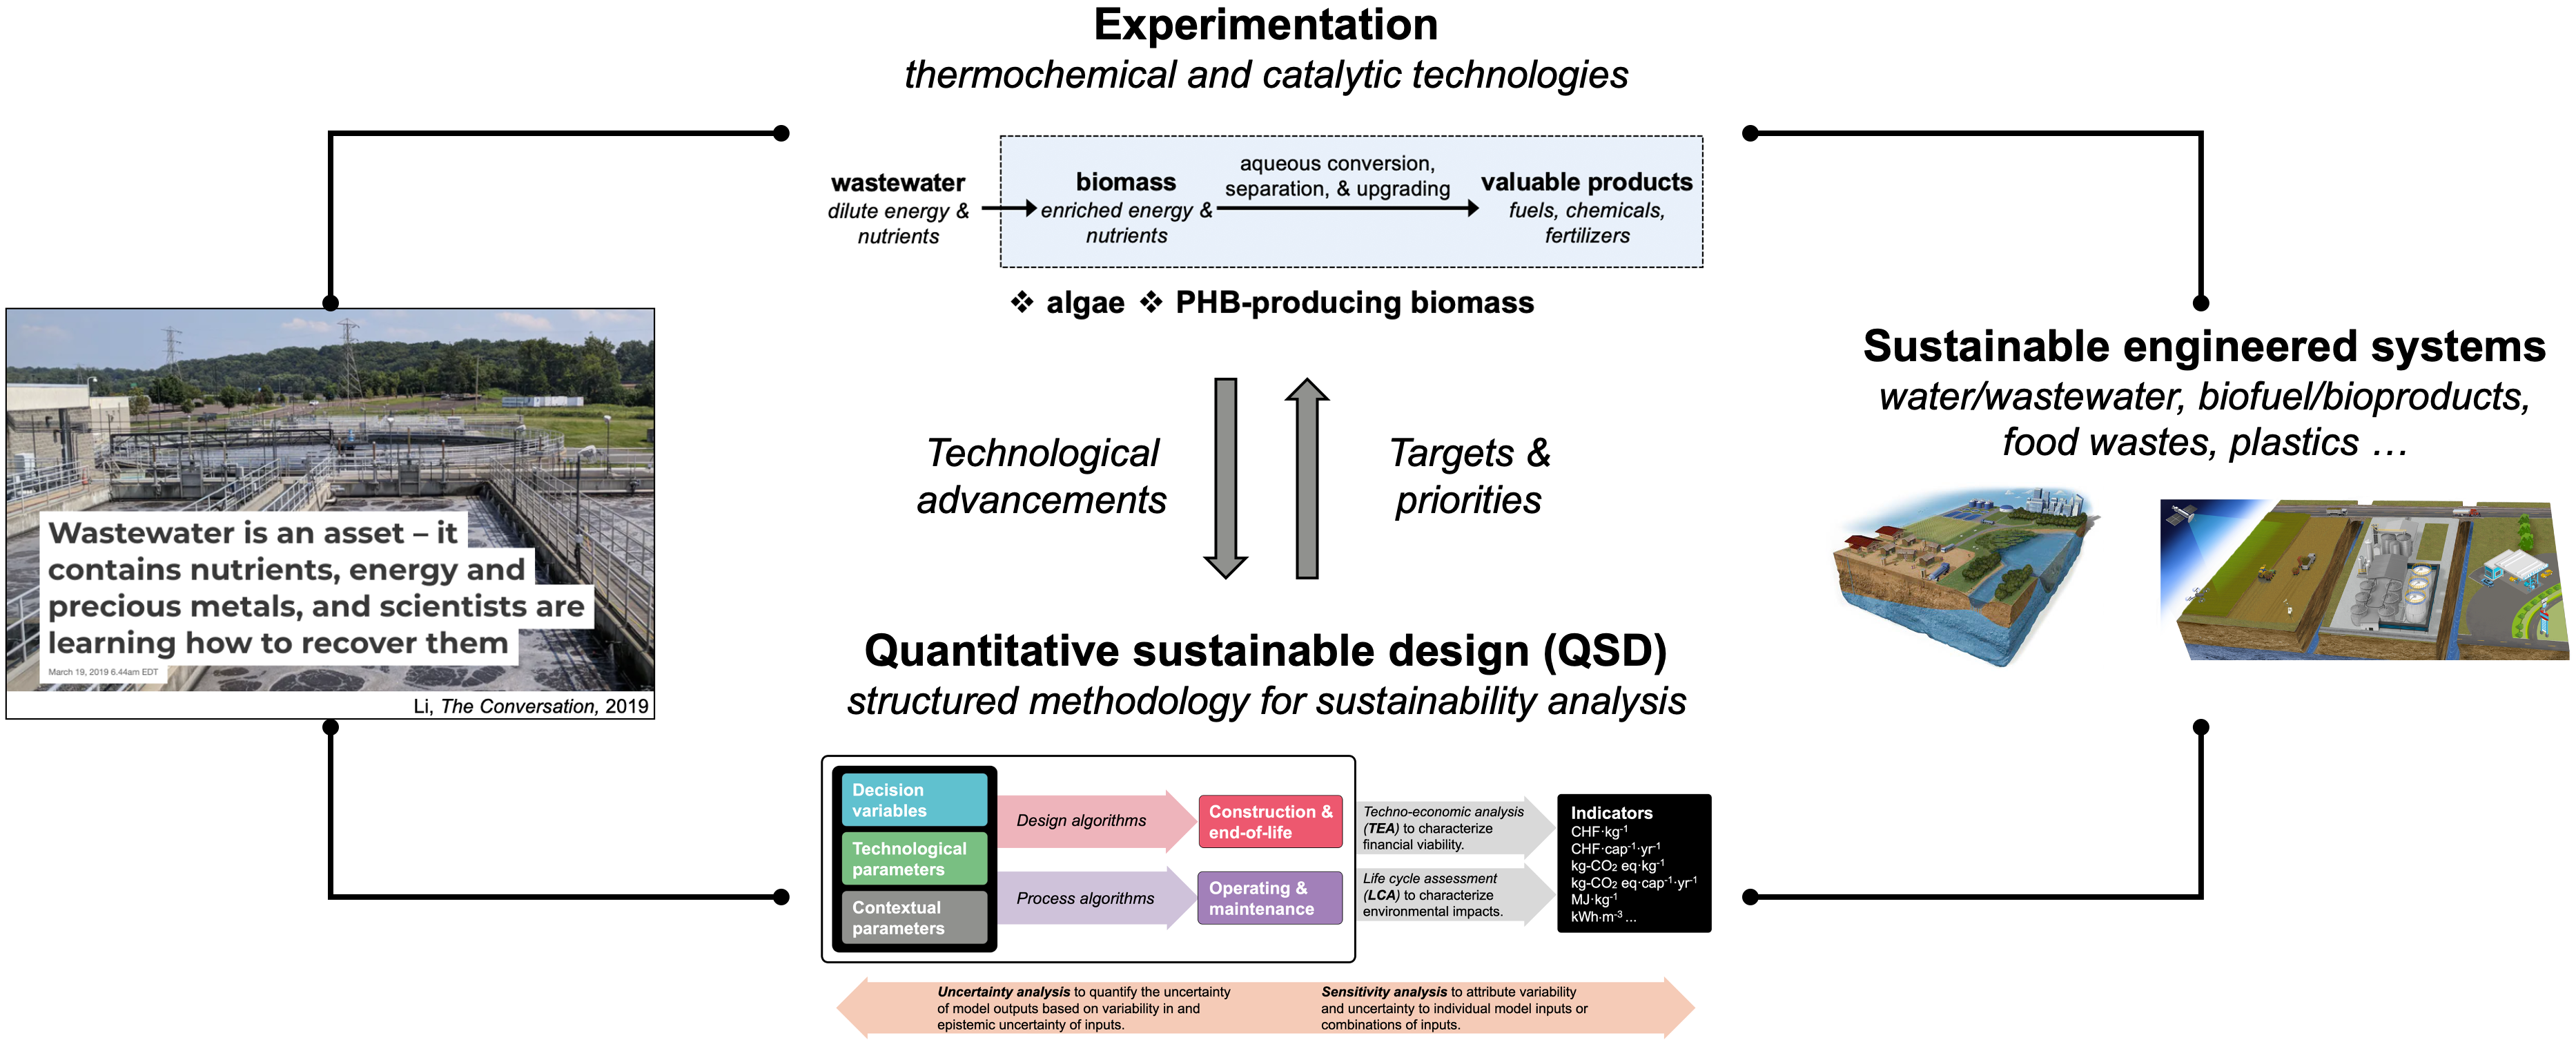 Experimentation
thermochemical and catalytic technologies
wastewater
dilute energy &
nutrients
biomass
enriched energy &
nutrients
aqueous conversion,
separation, & upgrading
valuable products
fuels, chemicals,
fertilizers
❖ algae ❖ PHB-producing biomass
Wastewater is an asset – it
contains nutrients, energy and
precious metals, and scientists are
learning how to recover them
March 19, 2019 6.44am EDT
Li, The Conversation, 2019
Technological
advancements
Targets &
priorities
Sustainable engineered systems
water/wastewater, biofuel/bioproducts,
food wastes, plastics …
Quantitative sustainable design (QSD)
structured methodology for sustainability analysis
Decision
variables
Technological
parameters
Contextual
parameters
Design algorithms
Process algorithms
Construction &
end-of-life
Operating &
maintenance
Techno-economic analysis
(TEA) to characterize
financial viability.
Life cycle assessment
(LCA) to characterize
environmental impacts.
Indicators
CHF·kg⁻¹
CHF·cap⁻¹·yr⁻¹
kg-CO₂ eq·kg⁻¹
kg-CO₂ eq·cap⁻¹·yr⁻¹
MJ·kg⁻¹
kWh·m⁻³ ...
Uncertainty analysis to quantify the uncertainty
of model outputs based on variability in and
epistemic uncertainty of inputs.
Sensitivity analysis to attribute variability
and uncertainty to individual model inputs or
combinations of inputs.